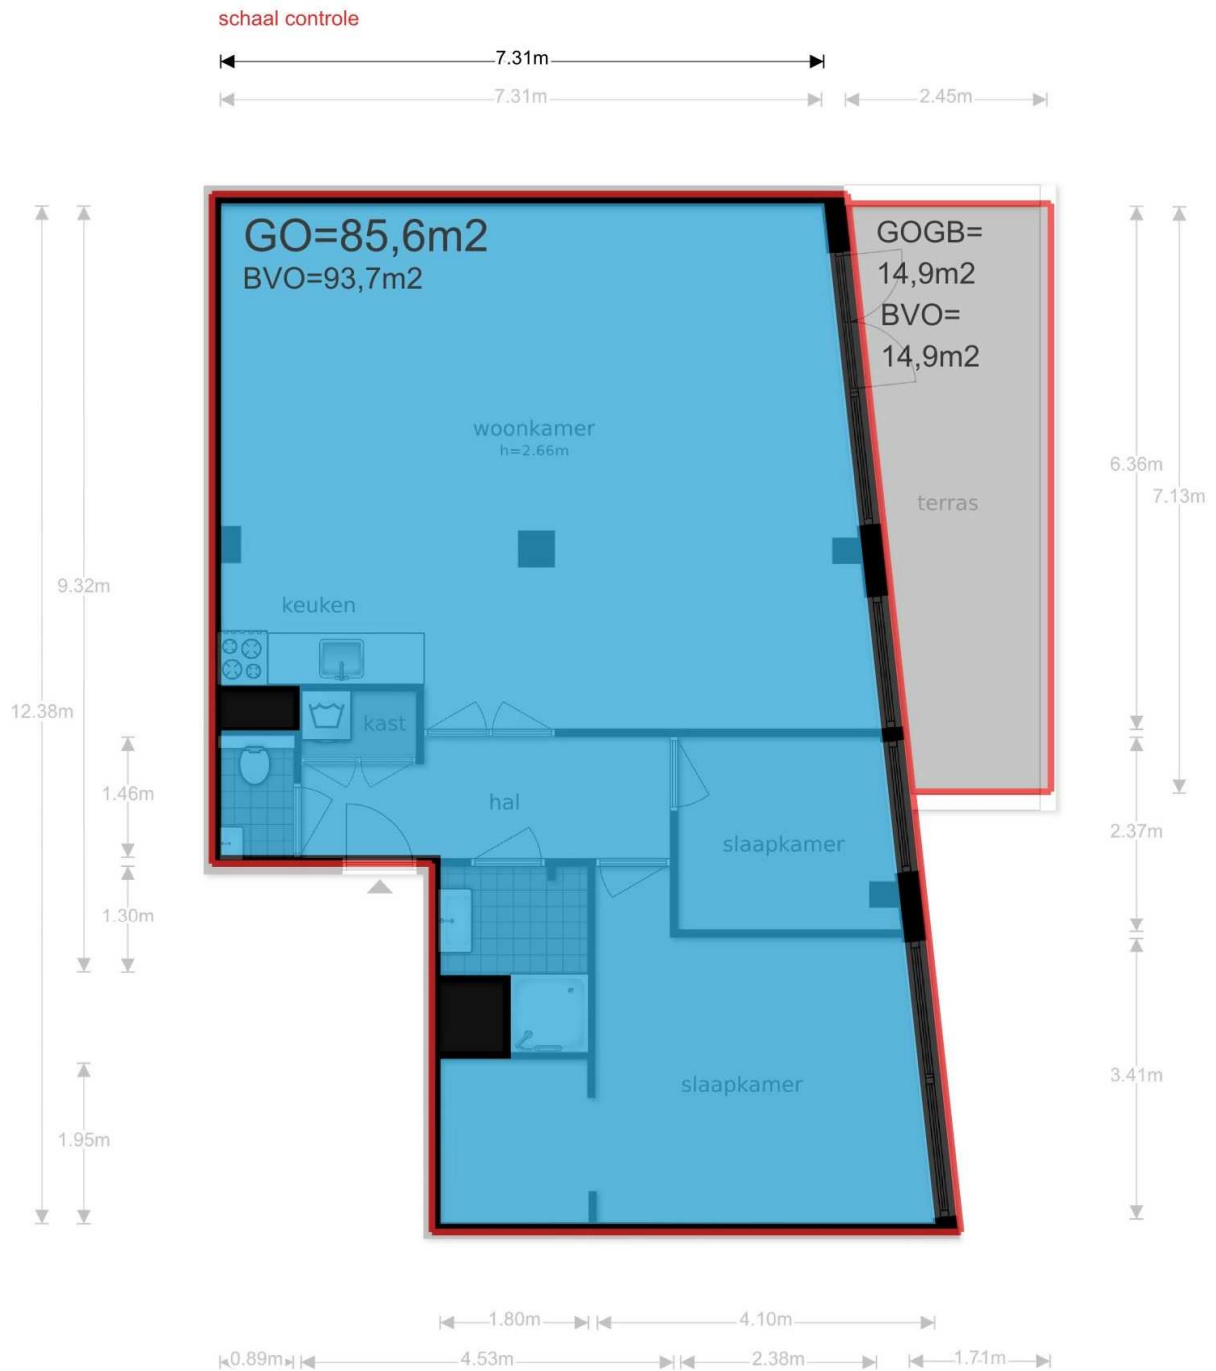 schaal controle
7.31m
7.31m
2.45m
GO=85,6m2
BVO=93,7m2
GOGB=
14,9m2
BVO=
14,9m2
woonkamer
h=2.66m
6.36m
7.13m
terras
9.32m
keuken
12.38m
kast
1.46m
hal
2.37m
slaapkamer
1.30m
3.41m
slaapkamer
1.95m
1.80m
4.10m
0.89m
4.53m
2.38m
1.71m